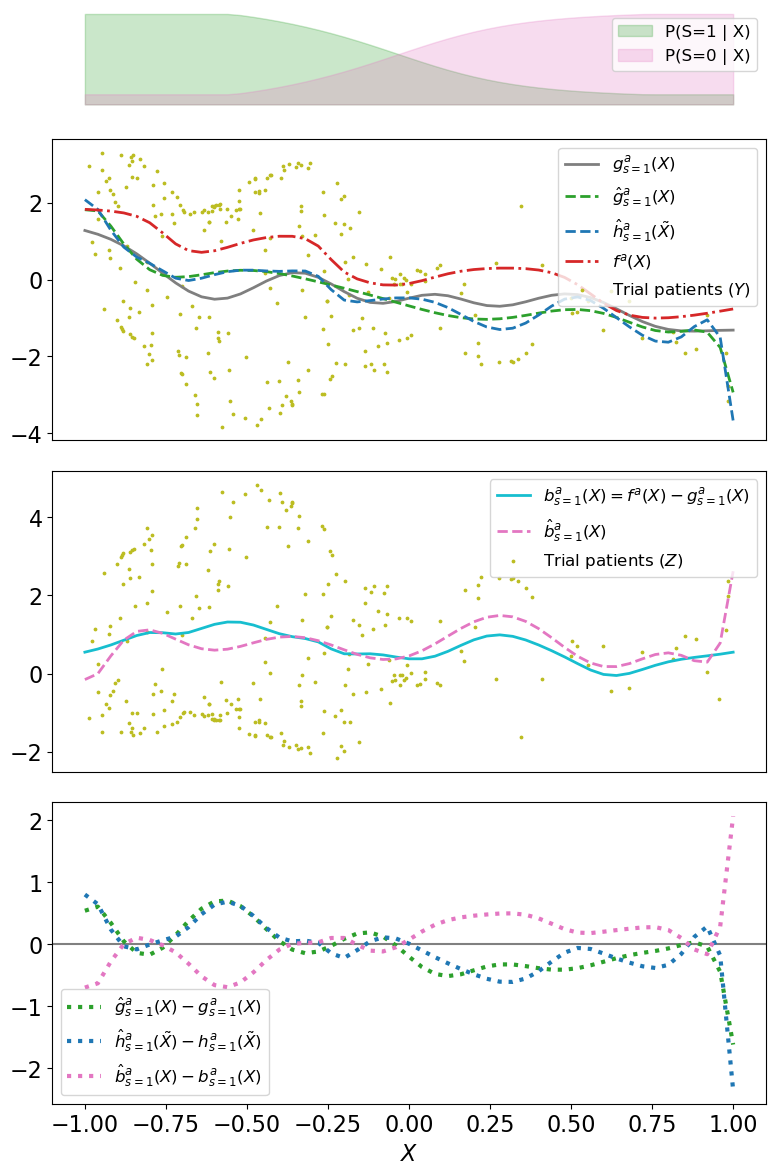 P(S=1 | X)
P(S=0 | X)
2
0
−2
−4
g^a_{s=1}(X)
ĝ^a_{s=1}(X)
ĥ^a_{s=1}(X̃)
f^a(X)
Trial patients (Y)
4
2
0
−2
b^a_{s=1}(X) = f^a(X) − g^a_{s=1}(X)
b̂^a_{s=1}(X)
Trial patients (Z)
2
1
0
−1
−2
ĝ^a_{s=1}(X) − g^a_{s=1}(X)
ĥ^a_{s=1}(X̃) − h^a_{s=1}(X̃)
b̂^a_{s=1}(X) − b^a_{s=1}(X)
−1.00 −0.75 −0.50 −0.25 0.00 0.25 0.50 0.75 1.00
X